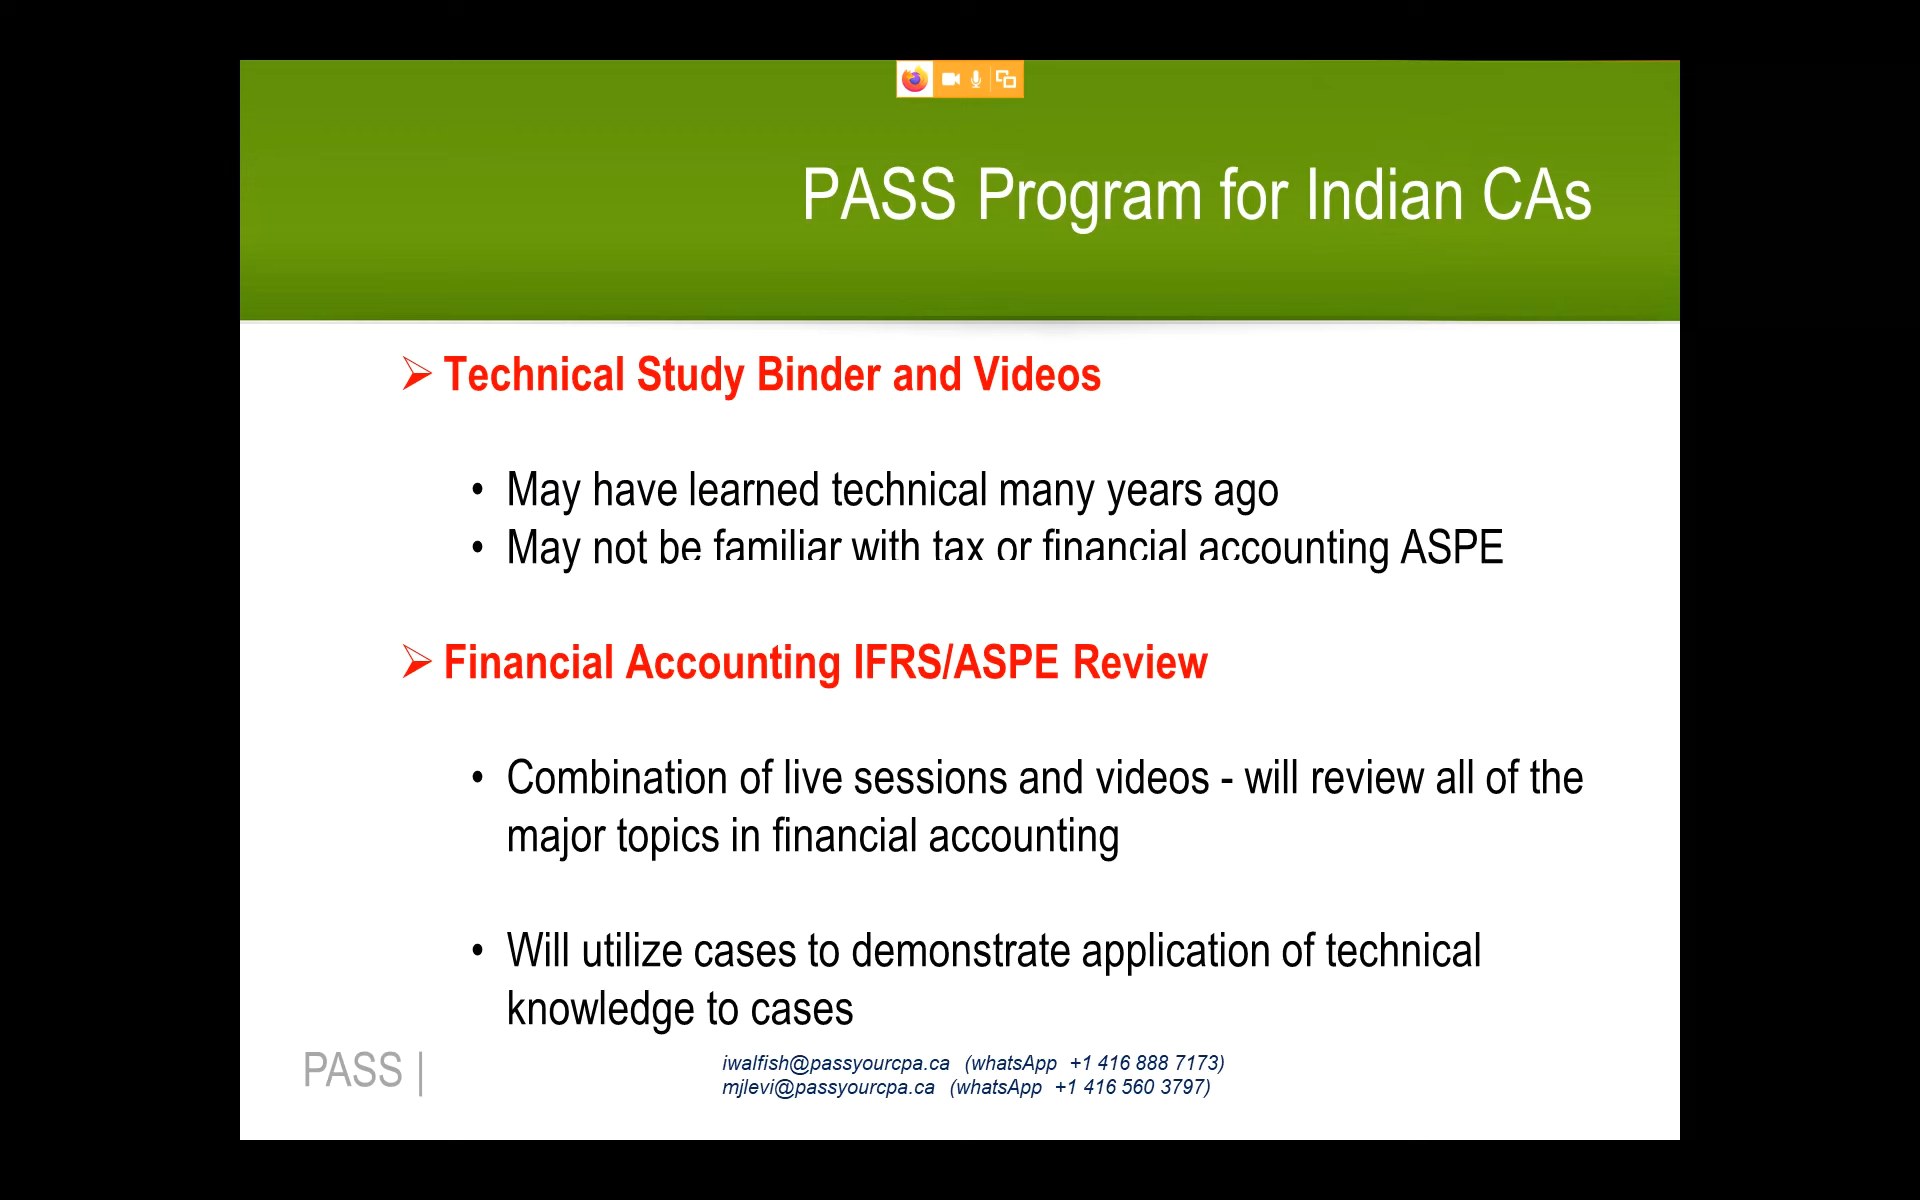 PASS Program for Indian CAs
➢ Technical Study Binder and Videos
• May have learned technical many years ago
• May not be familiar with tax or financial accounting ASPE
➢ Financial Accounting IFRS/ASPE Review
• Combination of live sessions and videos - will review all of the
major topics in financial accounting
• Will utilize cases to demonstrate application of technical
knowledge to cases
PASS |
iwalfish@passyourcpa.ca (whatsApp +1 416 888 7173)
mjlevi@passyourcpa.ca (whatsApp +1 416 560 3797)